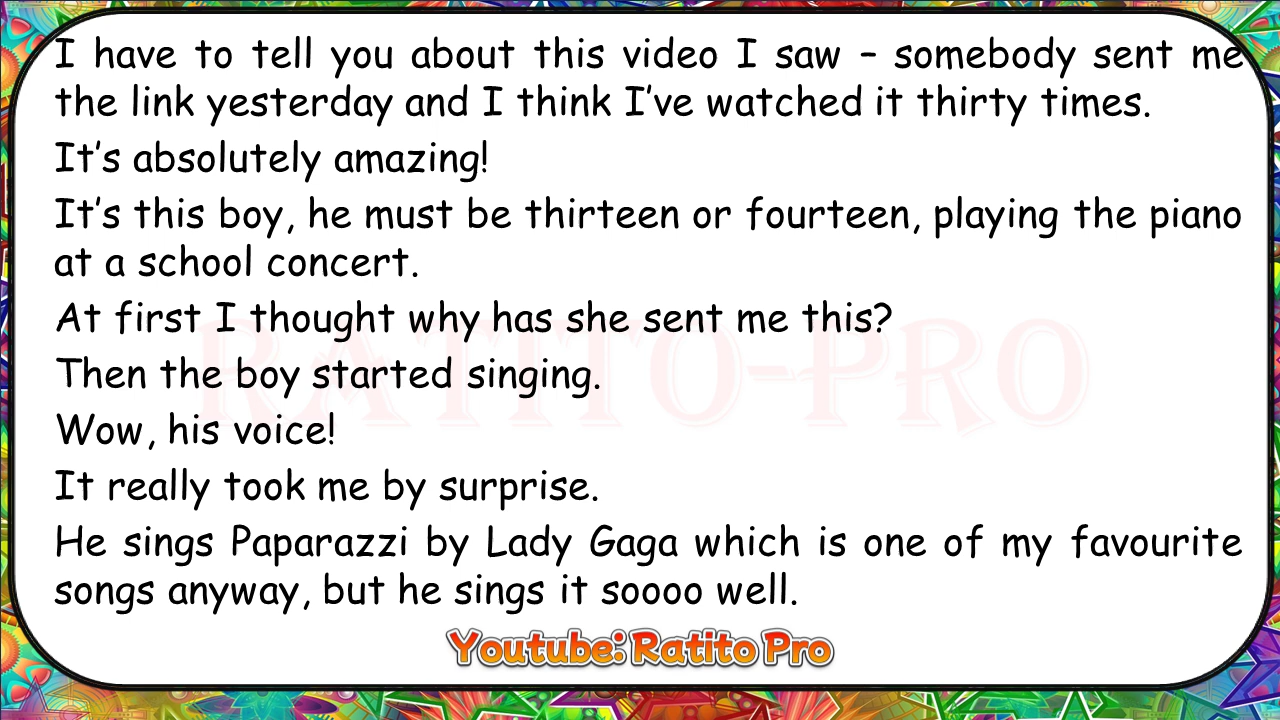 I have to tell you about this video I saw – somebody sent me
the link yesterday and I think I’ve watched it thirty times.
It’s absolutely amazing!
It’s this boy, he must be thirteen or fourteen, playing the piano
at a school concert.
At first I thought why has she sent me this?
Then the boy started singing.
Wow, his voice!
It really took me by surprise.
He sings Paparazzi by Lady Gaga which is one of my favourite
songs anyway, but he sings it soooo well.
RATITO-PRO
Youtube: Ratito Pro